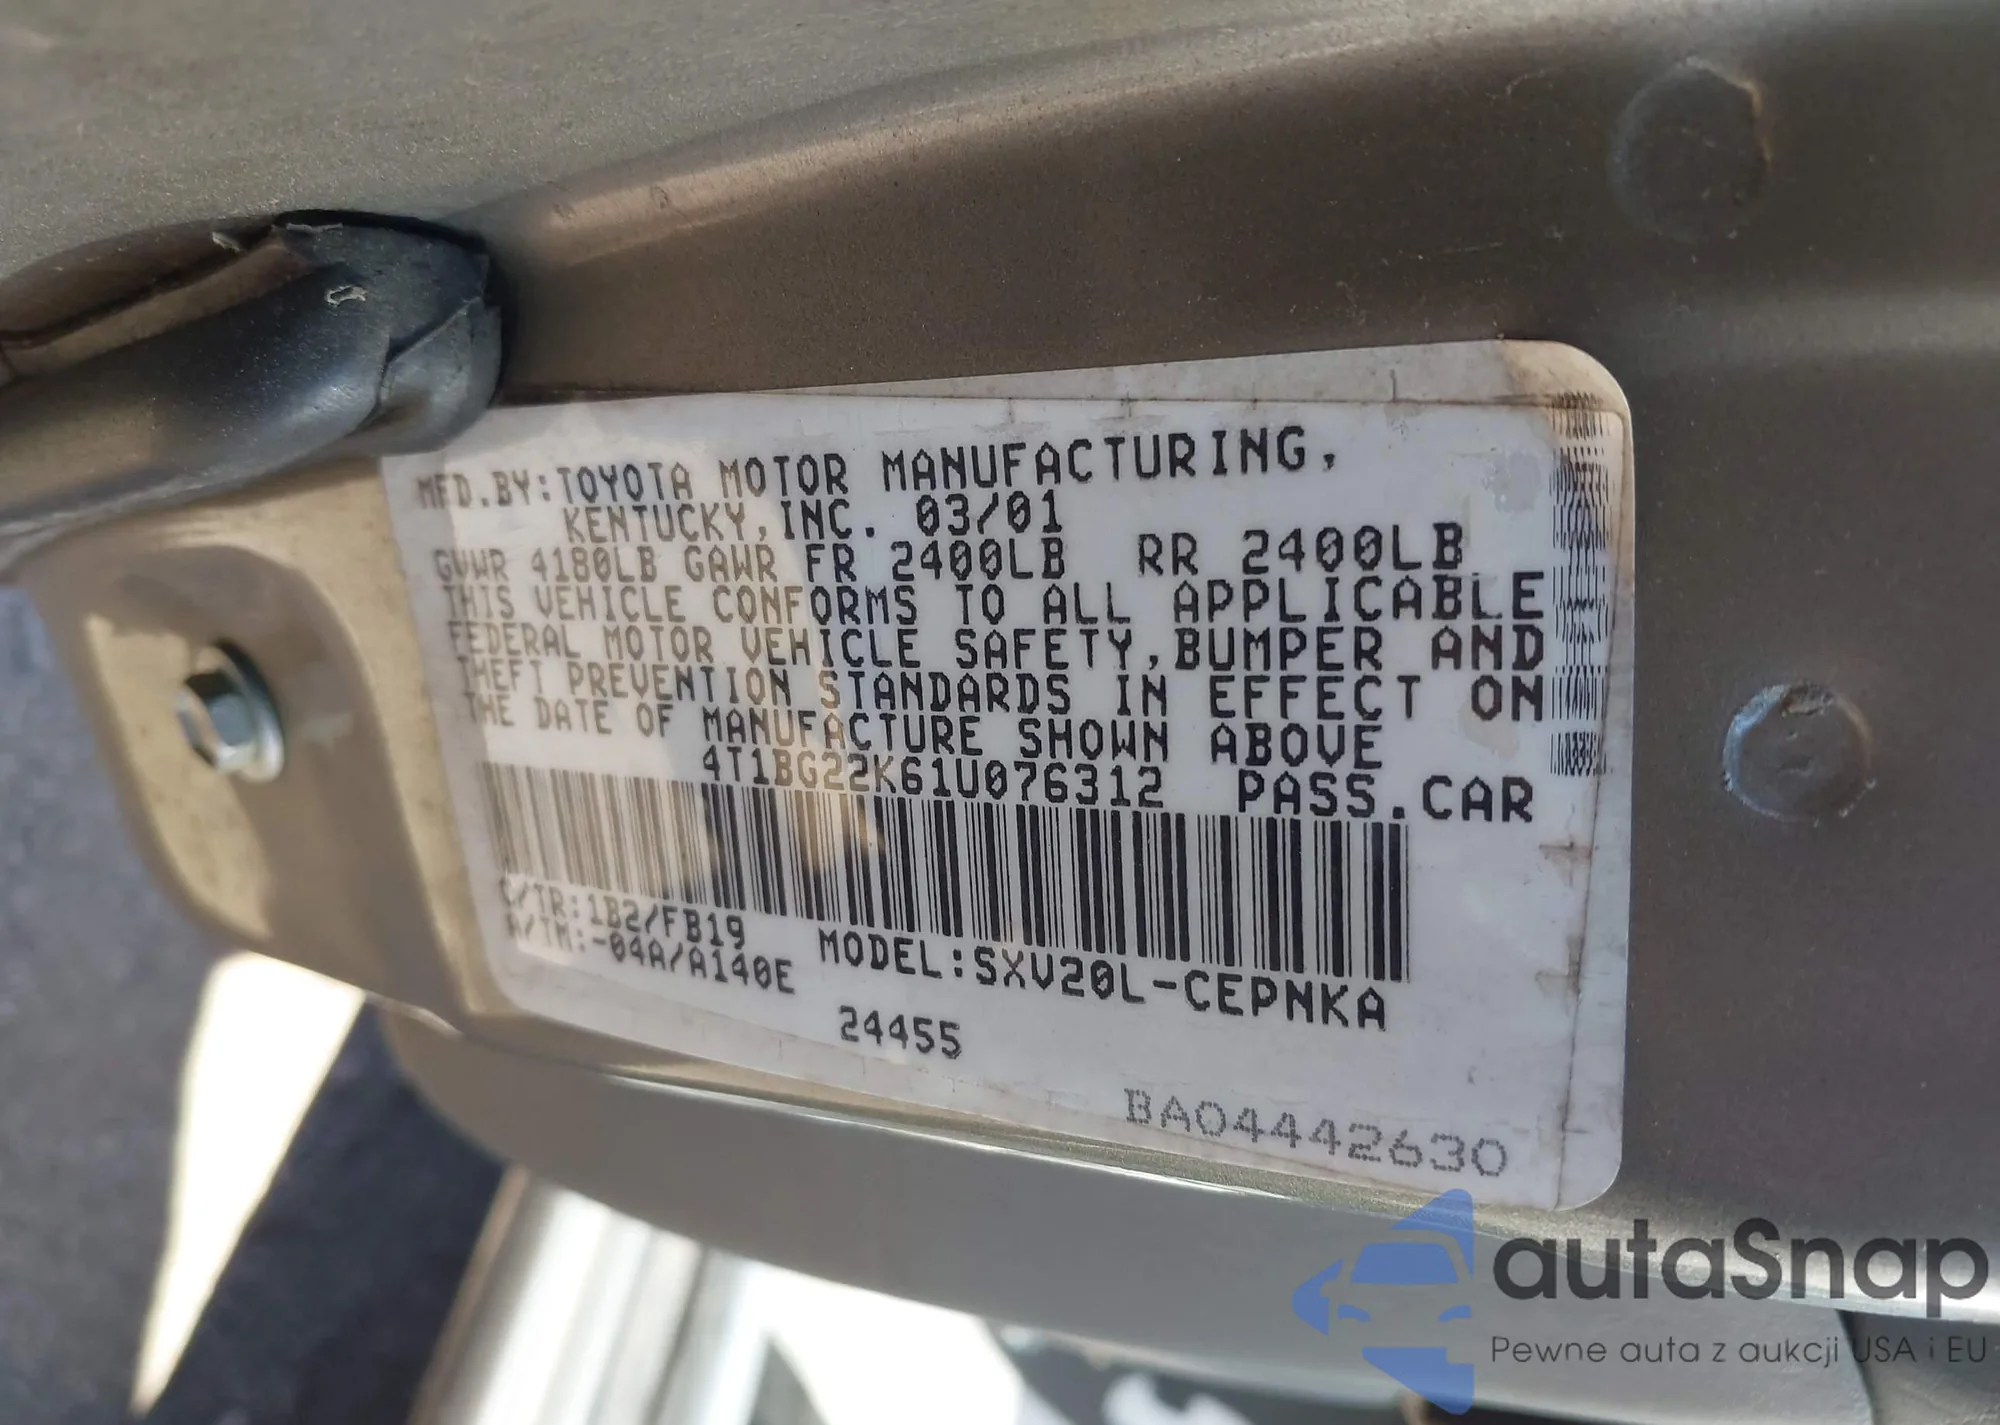 MFD.BY:TOYOTA MOTOR MANUFACTURING,
KENTUCKY,INC. 03/01
GVWR 4180LB GAWR FR 2400LB RR 2400LB
THIS VEHICLE CONFORMS TO ALL APPLICABLE
FEDERAL MOTOR VEHICLE SAFETY,BUMPER AND
THEFT PREVENTION STANDARDS IN EFFECT ON
THE DATE OF MANUFACTURE SHOWN ABOVE
4T1BG22K61U076312 PASS.CAR
C/TR:1B2/FB19
A/TM:-04A/A140E
MODEL:SXV20L-CEPNKA
24455
BA04442630
autaSnap
Pewne auta z aukcji USA i EU